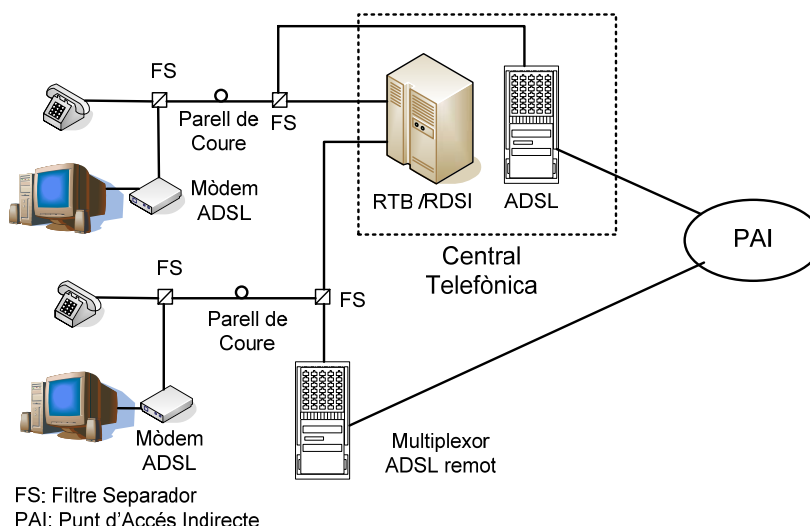 FS
Parell de
Coure
FS
Mòdem
ADSL
RTB /RDSI
ADSL
Central
Telefònica
PAI
FS
Parell de
Coure
FS
Mòdem
ADSL
Multiplexor
ADSL remot
FS: Filtre Separador
PAI: Punt d'Accés Indirecte